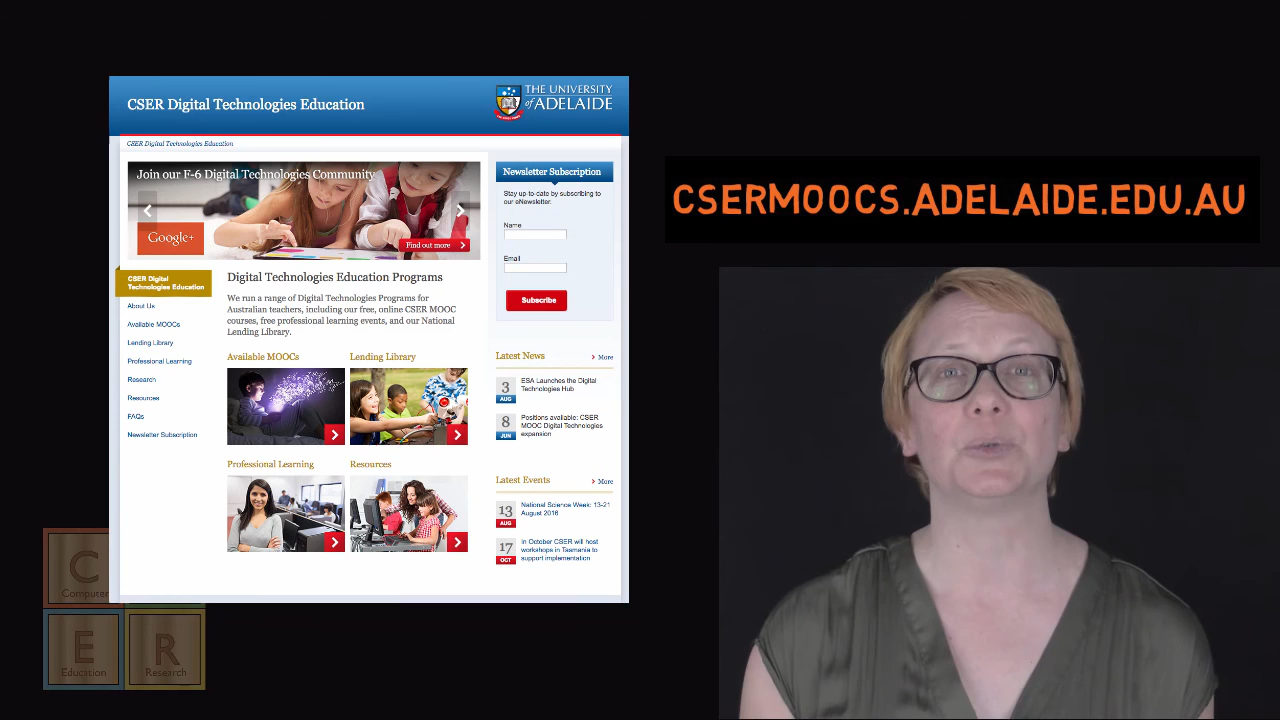 CSER Digital Technologies Education
THE UNIVERSITY
of ADELAIDE
CSER Digital Technologies Education
Join our F-6 Digital Technologies Community
Google+
Find out more
Newsletter Subscription
Stay up-to-date by subscribing to
our eNewsletter.
Name
Email
Subscribe
CSER Digital
Technologies Education
About Us
Available MOOCs
Lending Library
Professional Learning
Research
Resources
FAQs
Newsletter Subscription
Digital Technologies Education Programs
We run a range of Digital Technologies Programs for
Australian teachers, including our free, online CSER MOOC
courses, free professional learning events, and our National
Lending Library.
Available MOOCs
Lending Library
Professional Learning
Resources
Latest News
More
3
AUG
ESA Launches the Digital
Technologies Hub
8
JUN
Positions available: CSER
MOOC Digital Technologies
expansion
Latest Events
More
13
AUG
National Science Week: 13-21
August 2016
17
OCT
In October CSER will host
workshops in Tasmania to
support implementation
CSERMOOCS.ADELAIDE.EDU.AU
C
Computer
E
Education
R
Research